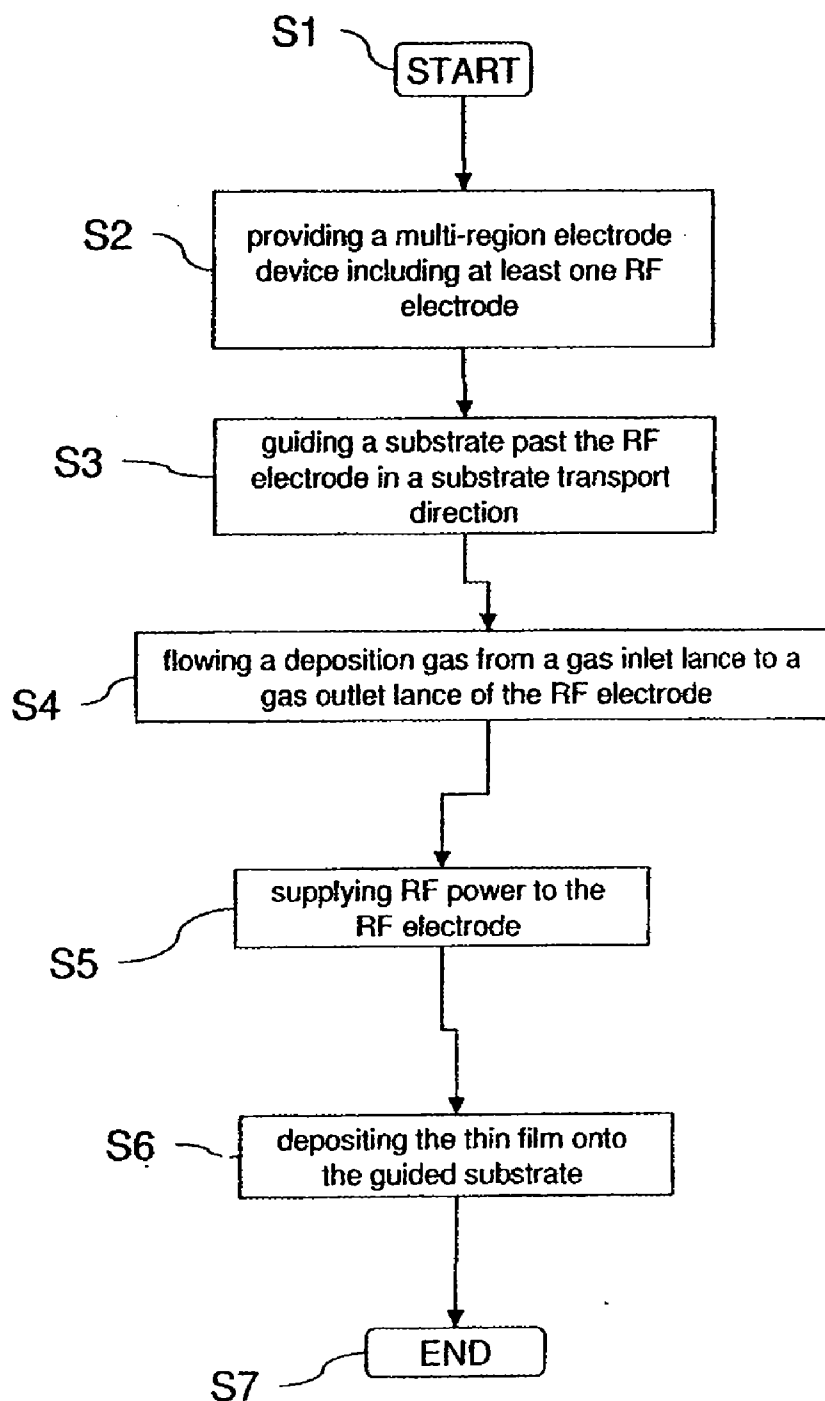 S1
START
S2
providing a multi-region electrode
device including at least one RF
electrode
S3
guiding a substrate past the RF
electrode in a substrate transport
direction
S4
flowing a deposition gas from a gas inlet lance to a
gas outlet lance of the RF electrode
S5
supplying RF power to the
RF electrode
S6
depositing the thin film onto
the guided substrate
S7
END